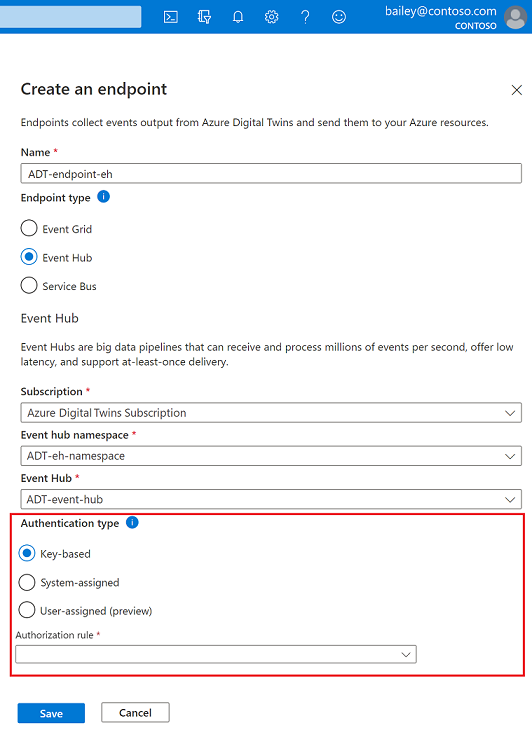 bailey@contoso.com
CONTOSO
Create an endpoint
Endpoints collect events output from Azure Digital Twins and send them to your Azure resources.
Name *
ADT-endpoint-eh
Endpoint type
Event Grid
Event Hub
Service Bus
Event Hub
Event Hubs are big data pipelines that can receive and process millions of events per second, offer low
latency, and support at-least-once delivery.
Subscription *
Azure Digital Twins Subscription
Event hub namespace *
ADT-eh-namespace
Event Hub *
ADT-event-hub
Authentication type
Key-based
System-assigned
User-assigned (preview)
Authorization rule *
Save
Cancel